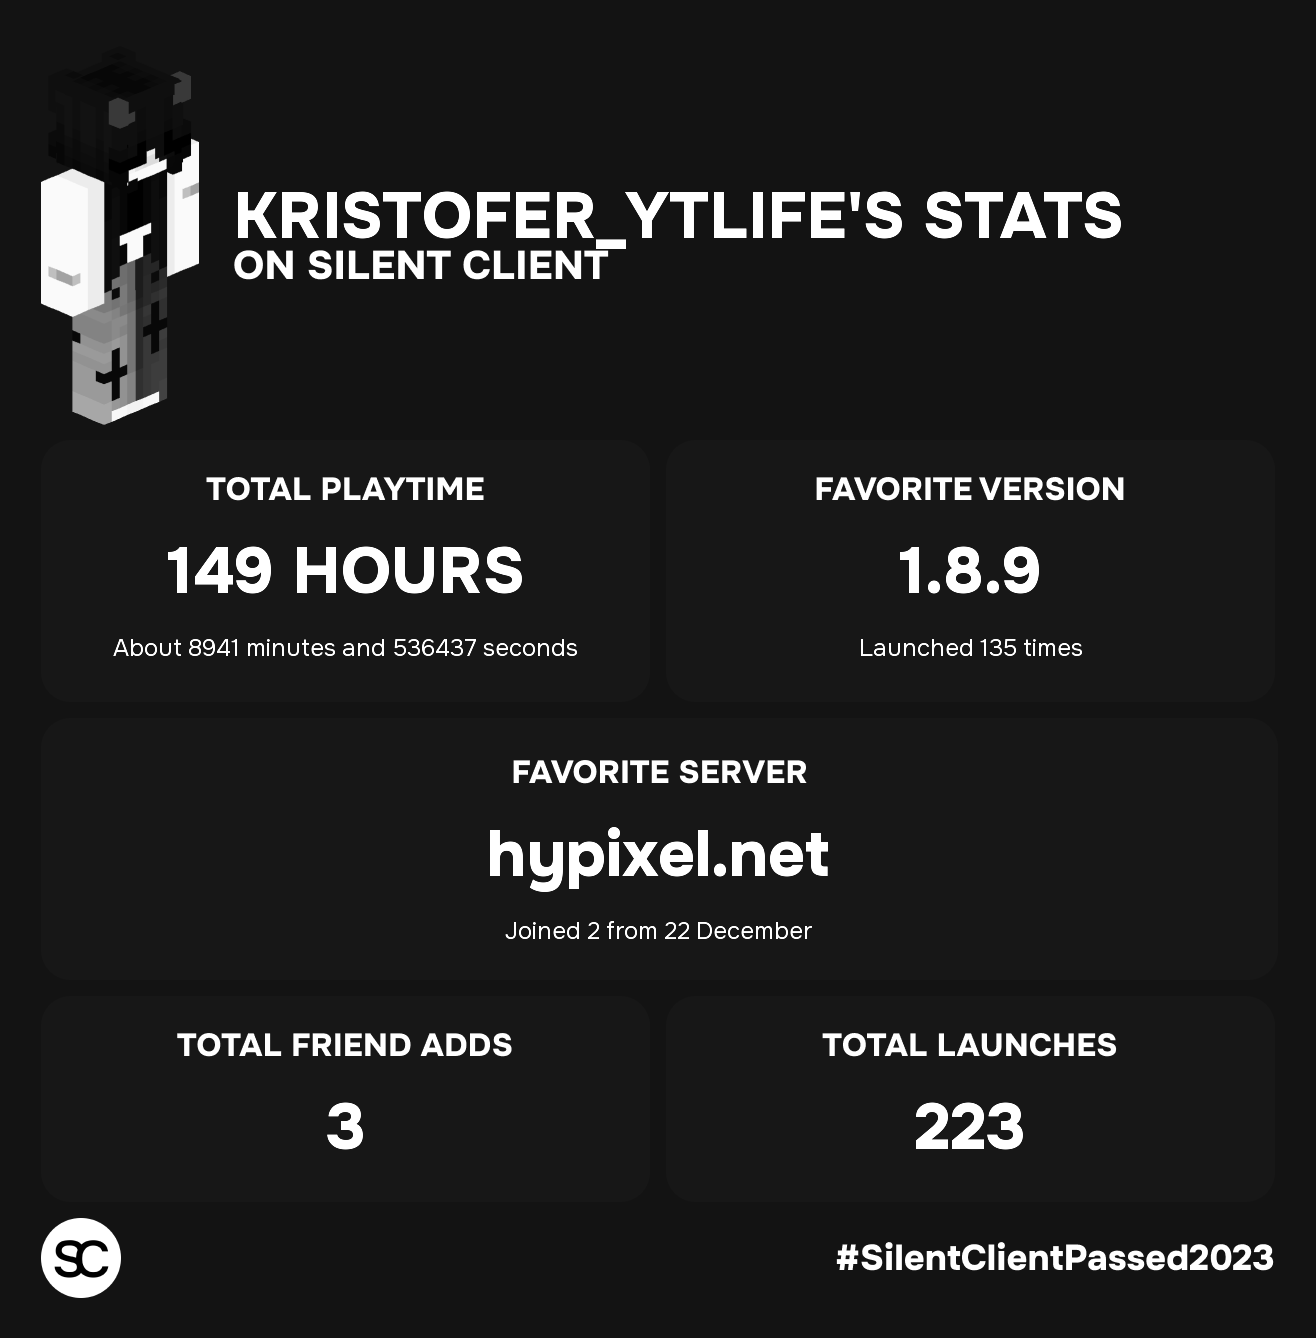 KRISTOFER_YTLIFE'S STATS
ON SILENT CLIENT
TOTAL PLAYTIME
149 HOURS
About 8941 minutes and 536437 seconds
FAVORITE VERSION
1.8.9
Launched 135 times
FAVORITE SERVER
hypixel.net
Joined 2 from 22 December
TOTAL FRIEND ADDS
3
TOTAL LAUNCHES
223
SC
#SilentClientPassed2023